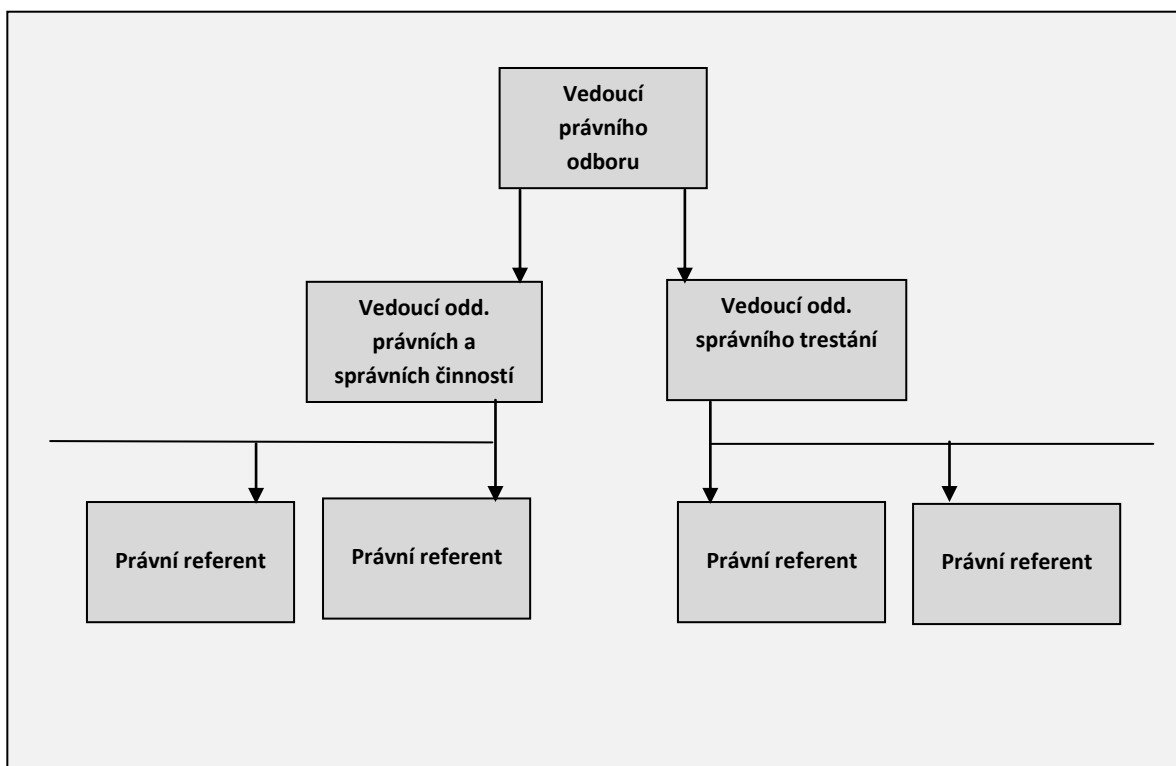 Vedoucí
právního
odboru
Vedoucí odd.
právních a
správních činností
Vedoucí odd.
správního trestání
Právní referent
Právní referent
Právní referent
Právní referent